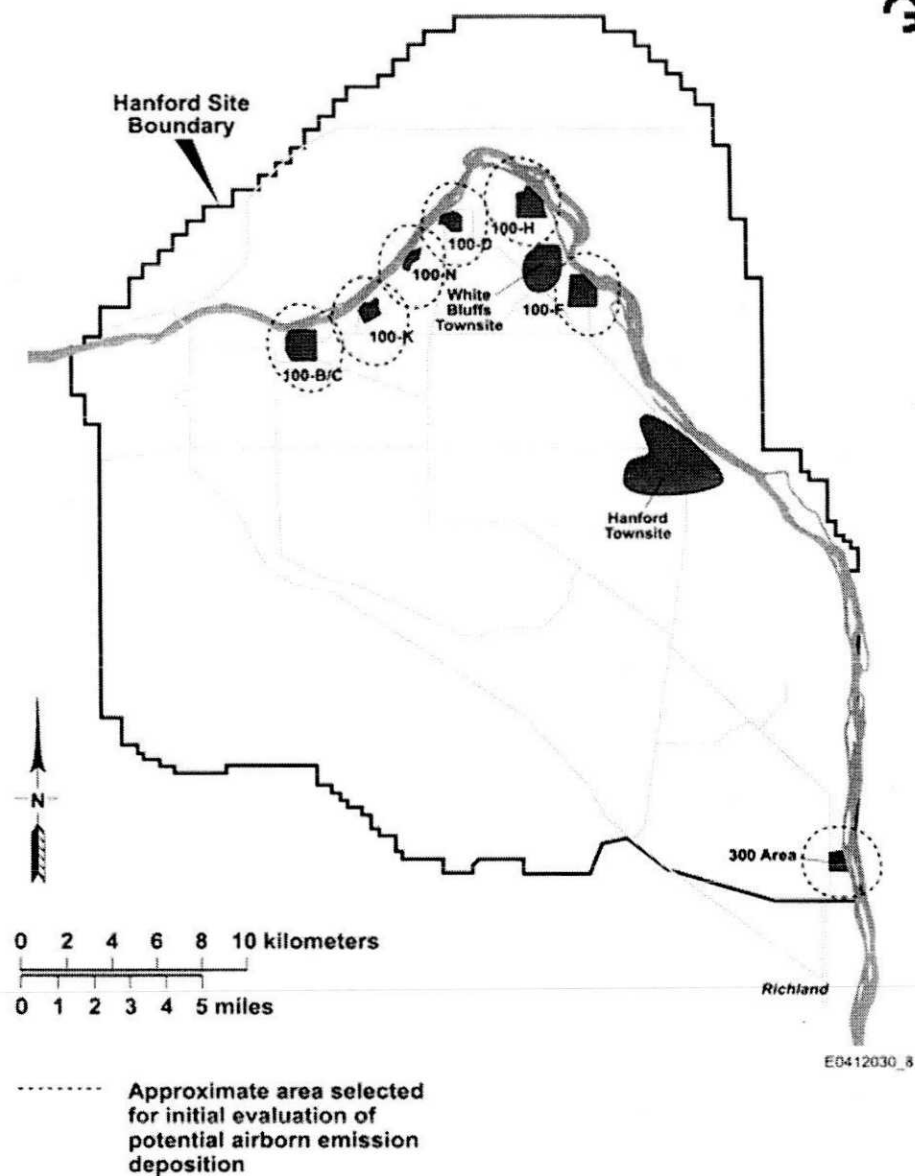 Hanford Site
Boundary
100-H
100-D
100-N
White
Bluffs
Townsite
100-F
100-K
100-B/C
Hanford
Townsite
N
300 Area
0 2 4 6 8 10 kilometers
0 1 2 3 4 5 miles
Richland
E0412030_8
Approximate area selected
for initial evaluation of
potential airborn emission
deposition